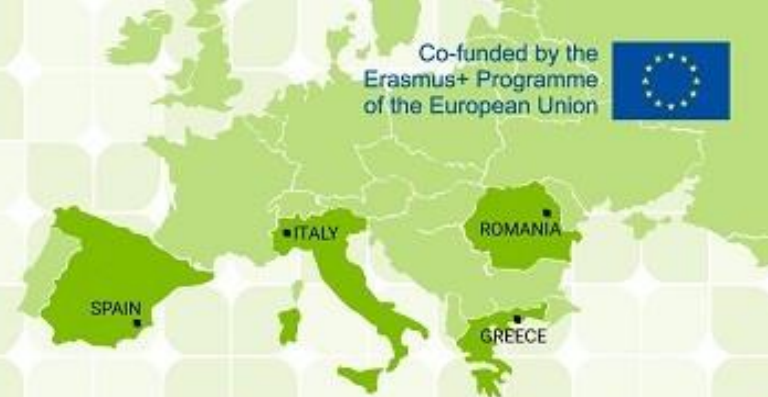 Co-funded by the
Erasmus+ Programme
of the European Union
ITALY
ROMANIA
SPAIN
GREECE